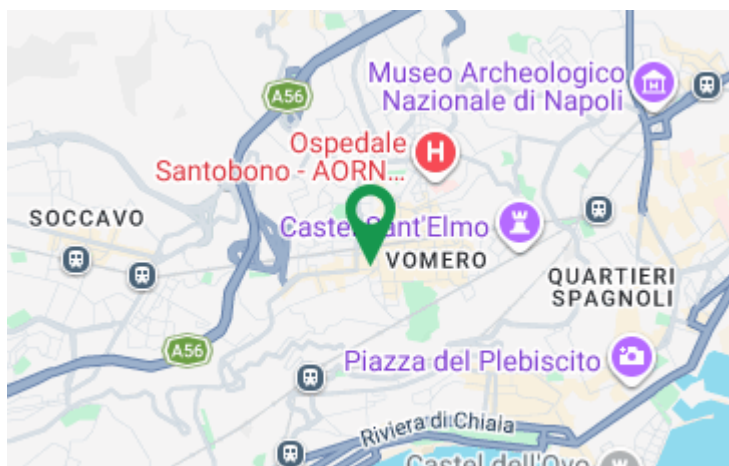 Museo Archeologico
Nazionale di Napoli
A56
Ospedale
Santobono - AORN...
H
SOCCAVO
Castel Sant'Elmo
VOMERO
QUARTIERI
SPAGNOLI
A56
Piazza del Plebiscito
Riviera di Chiaia
Castel dell'Ovo